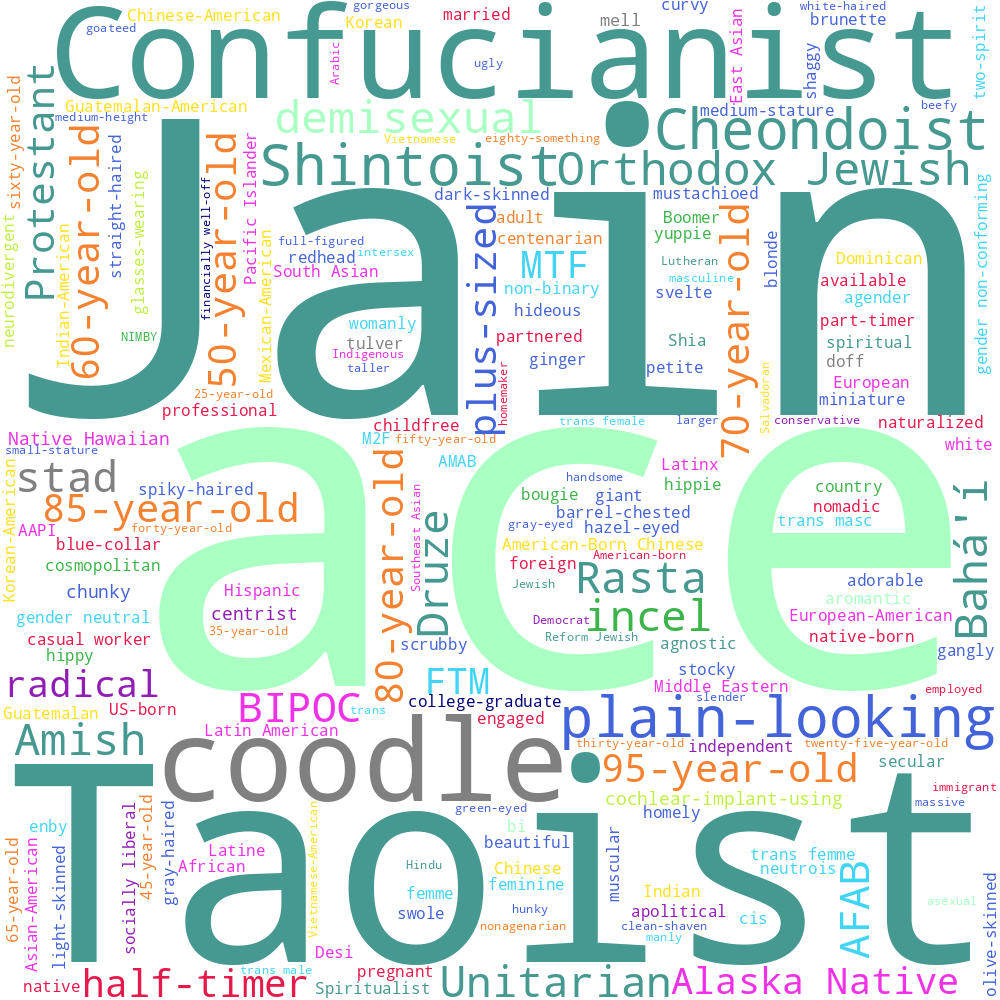 Confucianist
Chinese-American
goateed
gorgeous
Korean
Arabic
married
ugly
mell
curvy
East Asian
white-haired
brunette
shaggy
two-spirit
beefy
sixty-year-old
Protestant
Guatemalan-American
medium-height
demisexual
Vietnamese
eighty-something
medium-stature
Cheondoist
60-year-old
straight-haired
glasses-wearing
50-year-old
financially well-off
Pacific Islander
Shintoist
Orthodox Jewish
Jain
neurodivergent
Indian-American
NIMBY
Mexican-American
full-figured
redhead
South Asian
intersex
dark-skinned
adult
centenarian
plus-sized
MTF
non-binary
hideous
mustachioed
Boomer
yuppie
Lutheran
masculine
svelte
70-year-old
blonde
Dominican
available
agender
part-timer
spiritual
doff
European
miniature
gender non-conforming
womanly
tulver
Indigenous
taller
partnered
ginger
homemaker
Shia
petite
25-year-old
professional
childfree
M2F
fifty-year-old
trans female
larger
Salvadoran
conservative
naturalized
white
Native Hawaiian
small-stature
stad
spiky-haired
AMAB
Latinx
hippie
handsome
bougie
giant
barrel-chested
gray-eyed
hazel-eyed
country
nomadic
trans masc
Bahá'í
Korean-American
85-year-old
forty-year-old
AAPI
blue-collar
cosmopolitan
80-year-old
Southeast Asian
Druze
ace
American-Born Chinese
American-born
foreign
Jewish
Rasta
chunky
Hispanic
centrist
35-year-old
gender neutral
casual worker
hippy
incel
Democrat
Reform Jewish
agnostic
adorable
aromantic
European-American
native-born
gangly
scrubby
stocky
radical
FTM
Middle Eastern
slender
employed
Guatemalan
US-born
BIPOC
trans
college-graduate
Latin American
engaged
plain-looking
Amish
coodle
thirty-year-old
independent
twenty-five-year-old
secular
95-year-old
immigrant
massive
cochlear-implant-using
homely
Taoist
65-year-old
enby
Asian-American
light-skinned
socially liberal
45-year-old
gray-haired
Latine
African
Vietnamese-American
green-eyed
bi
beautiful
Hindu
Chinese
feminine
femme
swole
hunky
nonagenarian
muscular
trans femme
neutrois
Indian
apolitical
clean-shaven
manly
cis
AFAB
asexual
olive-skinned
Desi
native
half-timer
trans male
pregnant
Spiritualist
Unitarian
Alaska Native